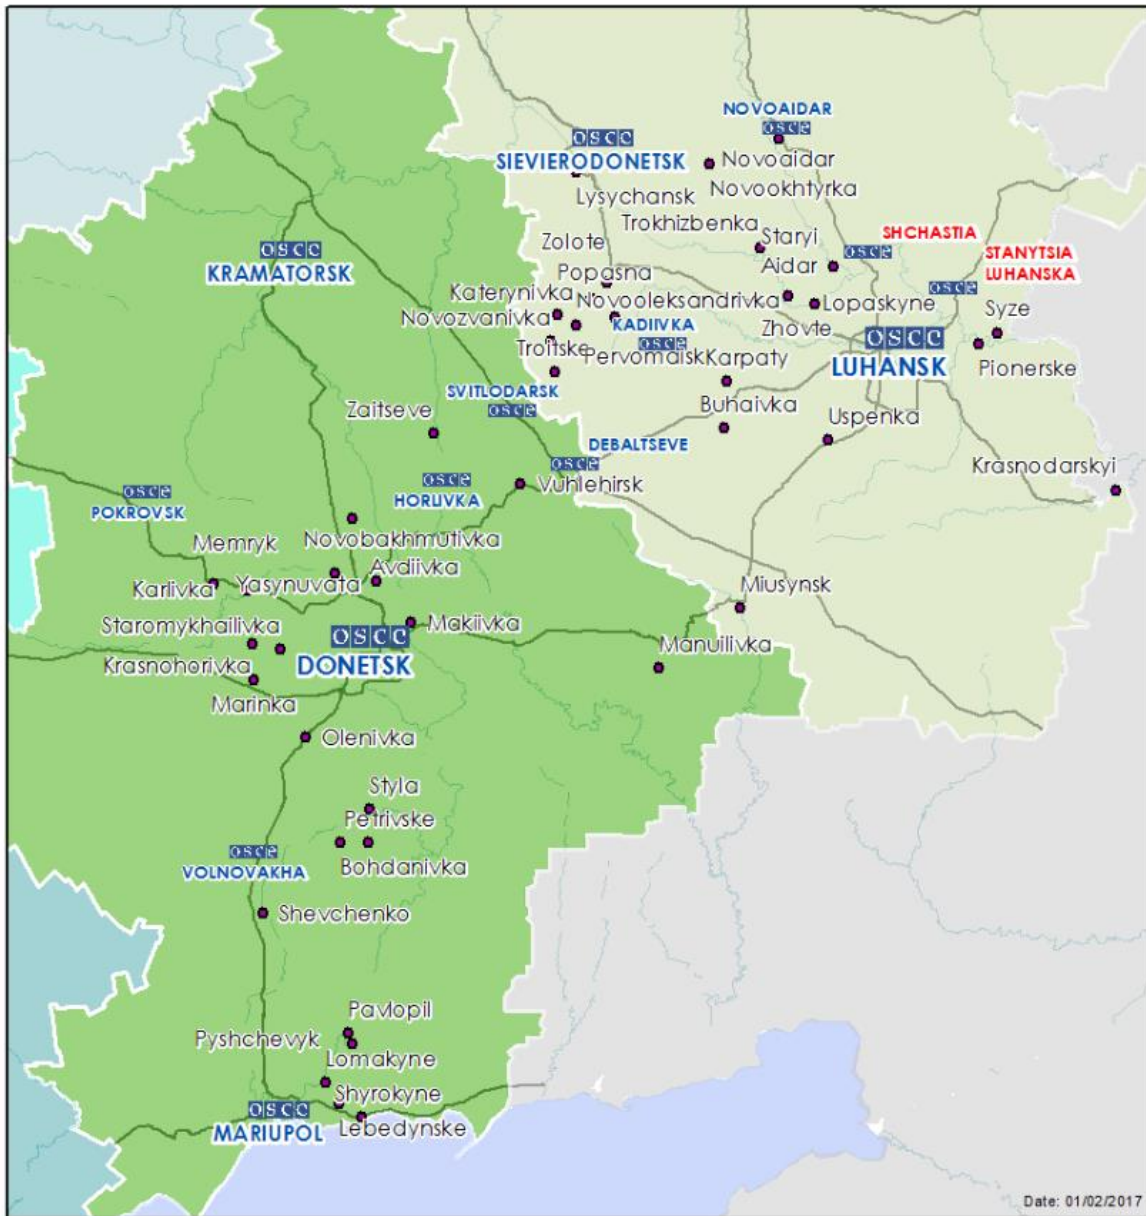 NOVOAIDAR
osce
osce
SIEVIERODONETSK
Novoaidar
Lysychansk
Novookhtyrka
Trokhizbenka
Staryi
Aidar
SHCHASTIA
osce
STANYTSIA
LUHANSKA
osce
Zolote
Popasna
osce
KRAMATORSK
Katerynivka
Novooleksandrivka
Lopaskyne
Novozvanivka
KADIIVKA
osce
Zhovte
Syze
Troitske
Pervomaisk
Karpaty
osce
LUHANSK
Pionerske
SVITLODARSK
osce
Zaitseve
Buhaivka
Uspenka
DEBALTSEVE
osce
Krasnodarskyi
osce
POKROVSK
osce
HORLIVKA
Vuhlehirsk
Memryk
Novobakhmutivka
Karlivka
Yasynuvata
Avdiivka
Miusynsk
Staromykhailivka
Makiivka
osce
DONETSK
Manuilivka
Krasnohorivka
Marinka
Olenivka
Styla
Petrivske
osce
VOLNOVAKHA
Bohdanivka
Shevchenko
Pavlopil
Pyshchevyk
Lomakyne
Shyrokyne
osce
MARIUPOL
Lebedynske
Date: 01/02/2017